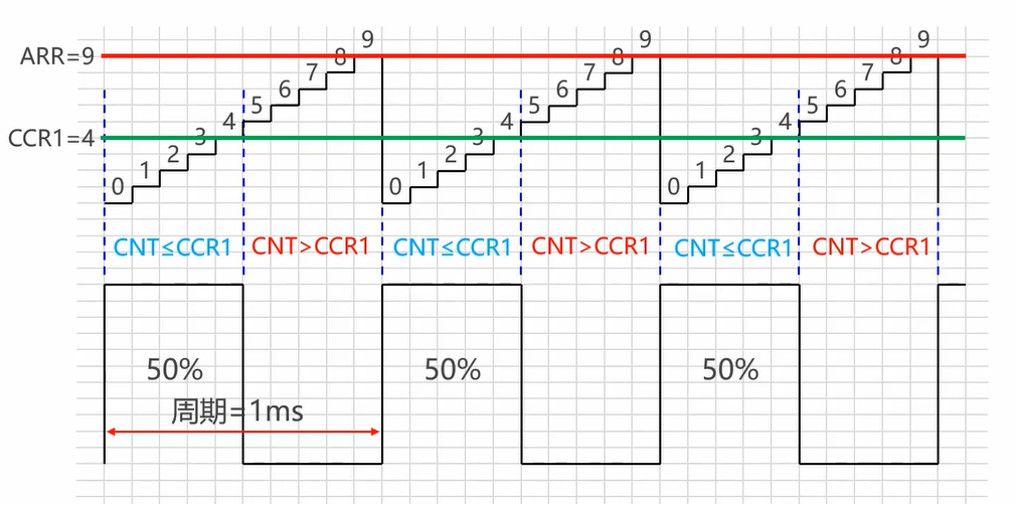 9 9 9
ARR=9
8 8 8
7 7 7
6 6 6
5 5 5
4 4 4
CCR1=4
3 3 3
2 2 2
1 1 1
0 0 0
CNT≤CCR1 CNT>CCR1 CNT≤CCR1 CNT>CCR1 CNT≤CCR1 CNT>CCR1
50% 50% 50%
周期=1ms